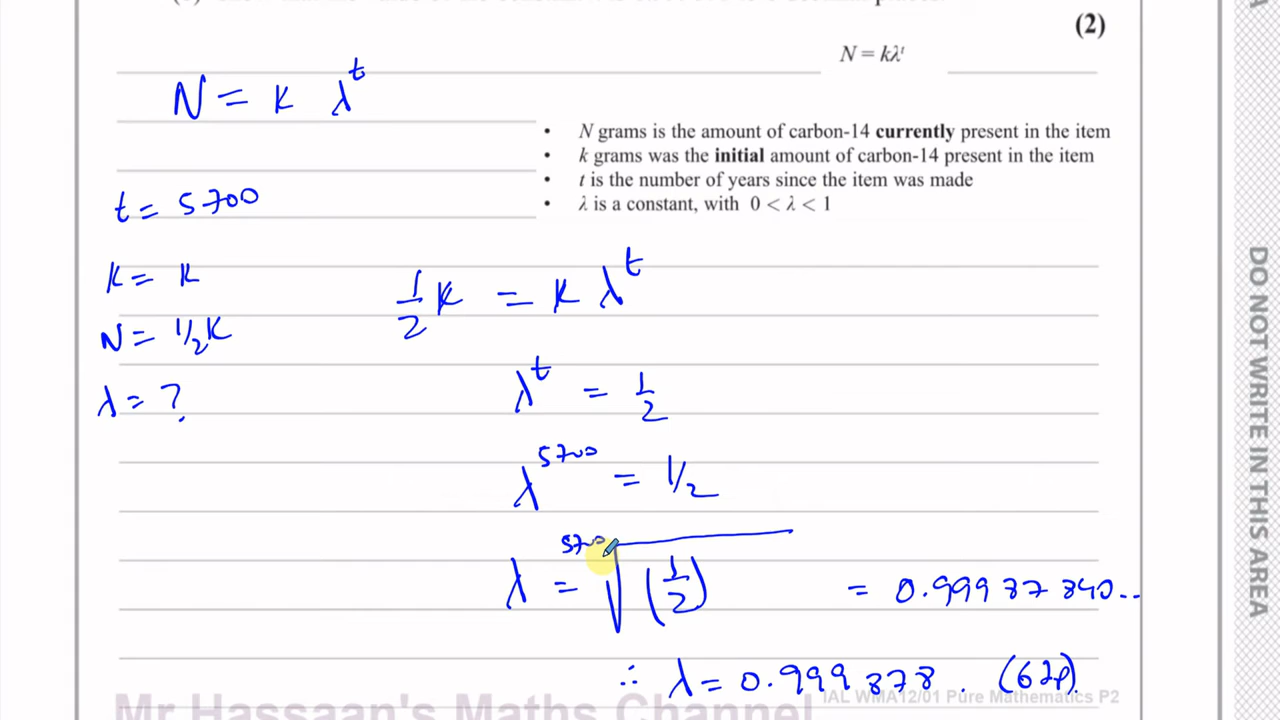 (2)
N = kλᵗ
N = k λᵗ
• N grams is the amount of carbon-14 currently present in the item
• k grams was the initial amount of carbon-14 present in the item
• t is the number of years since the item was made
• λ is a constant, with 0 < λ < 1
t = 5700
k = k
N = 1/2 k
λ = ?
1/2 k = k λᵗ
λᵗ = 1/2
λ⁵⁷⁰⁰ = 1/2
λ = ⁵⁷⁰⁰√(1/2) = 0.99987840..
∴ λ = 0.999878. (6dp)
Mr Hassaan's Maths Channel
IAL WMA12/01 Pure Mathematics P2
DO NOT WRITE IN THIS AREA